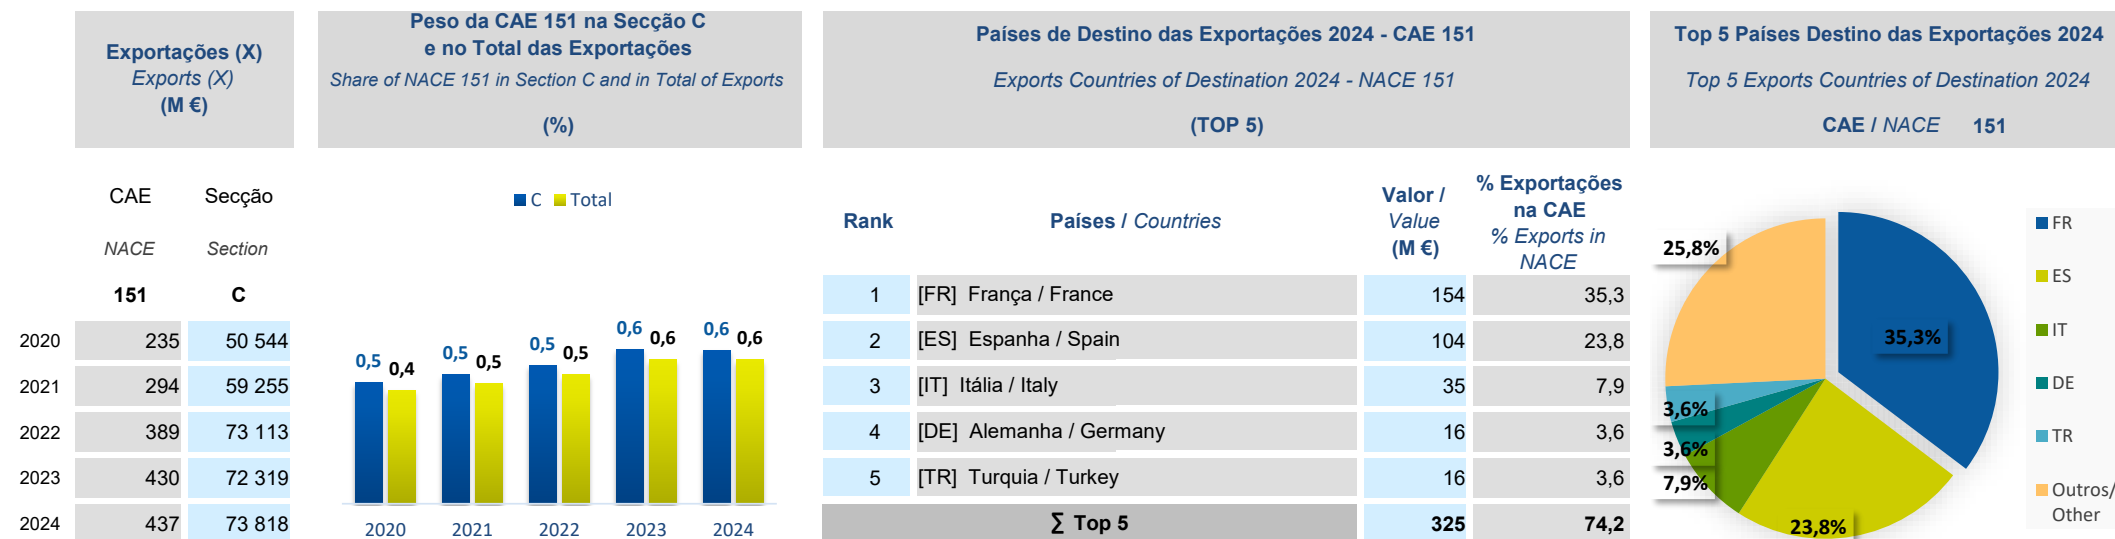 Exportações (X)
Exports (X)
(M €)
Peso da CAE 151 na Secção C
e no Total das Exportações
Share of NACE 151 in Section C and in Total of Exports
(%)
Países de Destino das Exportações 2024 - CAE 151
Exports Countries of Destination 2024 - NACE 151
(TOP 5)
Top 5 Países Destino das Exportações 2024
Top 5 Exports Countries of Destination 2024
CAE / NACE 151
CAE Secção
NACE Section
151 C
2020 235 50 544
2021 294 59 255
2022 389 73 113
2023 430 72 319
2024 437 73 818
C Total
0,5 0,4 0,5 0,5 0,5 0,5 0,6 0,6 0,6 0,6
2020 2021 2022 2023 2024
Rank
Países / Countries
Valor /
Value
(M €)
% Exportações
na CAE
% Exports in
NACE
1 [FR] França / France 154 35,3
2 [ES] Espanha / Spain 104 23,8
3 [IT] Itália / Italy 35 7,9
4 [DE] Alemanha / Germany 16 3,6
5 [TR] Turquia / Turkey 16 3,6
∑ Top 5 325 74,2
25,8%
35,3%
3,6%
3,6%
7,9%
23,8%
FR
ES
IT
DE
TR
Outros/
Other